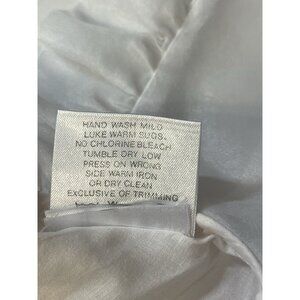 HAND WASH MILD
LUKE WARM SUDS.
NO CHLORINE BLEACH
TUMBLE DRY LOW
PRESS ON WRONG
SIDE WARM IRON
OR DRY CLEAN
EXCLUSIVE OF TRIMMING